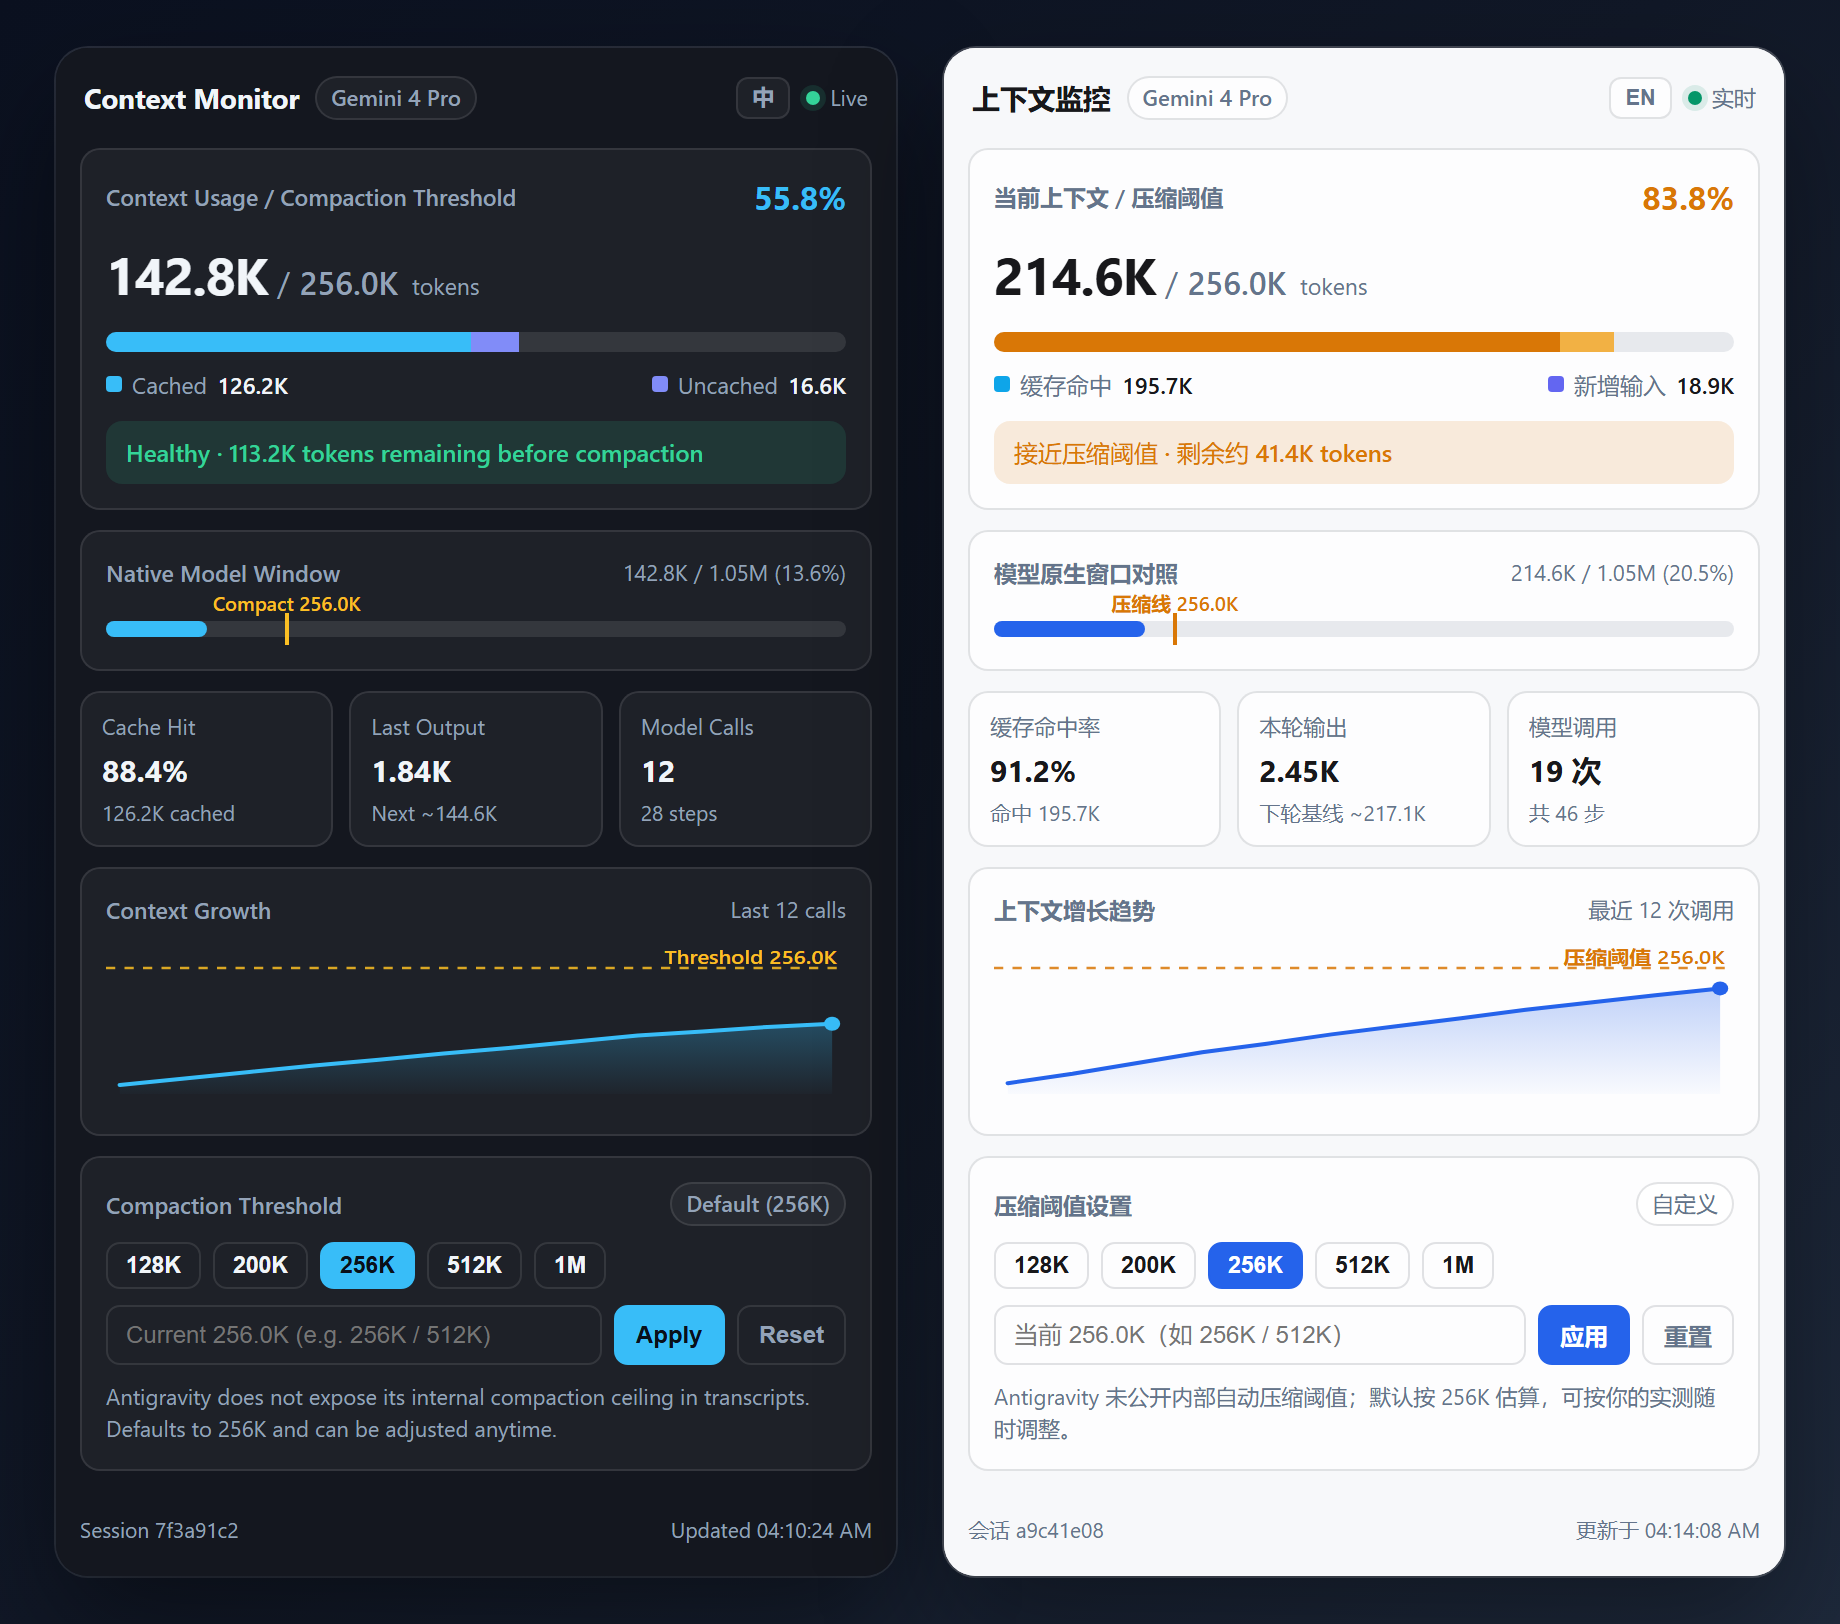 Context Monitor Gemini 4 Pro 中 Live
Context Usage / Compaction Threshold 55.8%
142.8K / 256.0K tokens
Cached 126.2K Uncached 16.6K
Healthy · 113.2K tokens remaining before compaction
Native Model Window 142.8K / 1.05M (13.6%)
Compact 256.0K
Cache Hit Last Output Model Calls
88.4% 1.84K 12
126.2K cached Next ~144.6K 28 steps
Context Growth Last 12 calls
Threshold 256.0K
Compaction Threshold Default (256K)
128K 200K 256K 512K 1M
Current 256.0K (e.g. 256K / 512K) Apply Reset
Antigravity does not expose its internal compaction ceiling in transcripts.
Defaults to 256K and can be adjusted anytime.
Session 7f3a91c2 Updated 04:10:24 AM
上下文监控 Gemini 4 Pro EN 实时
当前上下文 / 压缩阈值 83.8%
214.6K / 256.0K tokens
缓存命中 195.7K 新增输入 18.9K
接近压缩阈值 · 剩余约 41.4K tokens
模型原生窗口对照 214.6K / 1.05M (20.5%)
压缩线 256.0K
缓存命中率 本轮输出 模型调用
91.2% 2.45K 19 次
命中 195.7K 下轮基线 ~217.1K 共 46 步
上下文增长趋势 最近 12 次调用
压缩阈值 256.0K
压缩阈值设置 自定义
128K 200K 256K 512K 1M
当前 256.0K（如 256K / 512K） 应用 重置
Antigravity 未公开内部自动压缩阈值；默认按 256K 估算，可按你的实测随
时调整。
会话 a9c41e08 更新于 04:14:08 AM